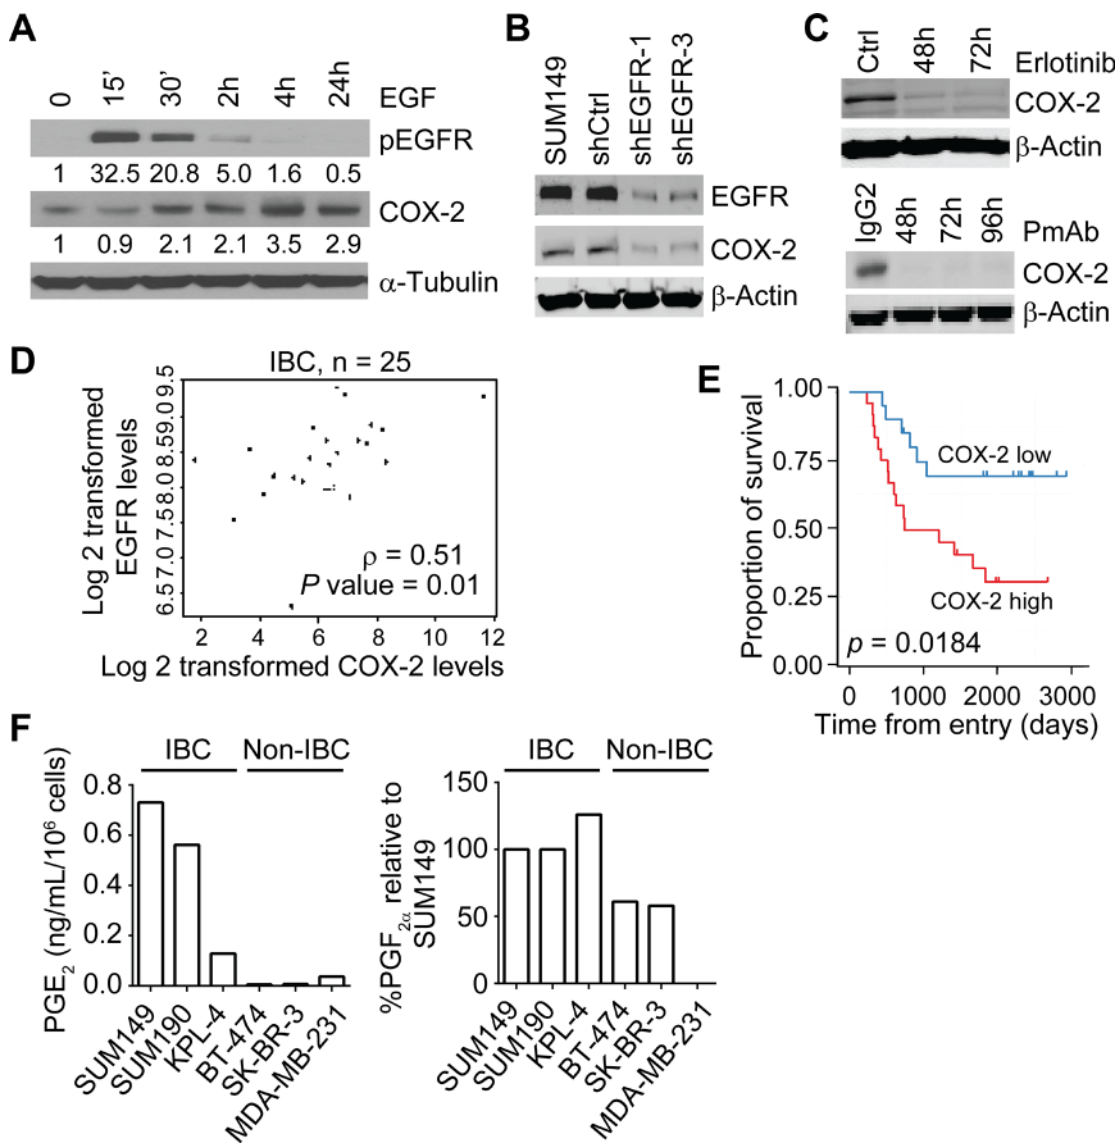 A
0 15’ 30’ 2h 4h 24h EGF
pEGFR
1 32.5 20.8 5.0 1.6 0.5
COX-2
1 0.9 2.1 2.1 3.5 2.9
α-Tubulin
B
SUM149 shCtrl shEGFR-1 shEGFR-3
EGFR
COX-2
β-Actin
C
Ctrl 48h 72h Erlotinib
COX-2
β-Actin
IgG2 48h 72h 96h PmAb
COX-2
β-Actin
D
IBC, n = 25
Log 2 transformed
EGFR levels
6.5 7.0 7.5 8.0 8.5 9.0 9.5
ρ = 0.51
P value = 0.01
2 4 6 8 10 12
Log 2 transformed COX-2 levels
E
Proportion of survival
1.00
0.75
0.50
0.25
0.00
COX-2 low
COX-2 high
p = 0.0184
0 1000 2000 3000
Time from entry (days)
F
IBC Non-IBC
PGE2 (ng/mL/10⁶ cells)
0.8
0.6
0.4
0.2
0.0
SUM149 SUM190 KPL-4 BT-474 SK-BR-3 MDA-MB-231
IBC Non-IBC
%PGF2α relative to
SUM149
150
100
50
0
SUM149 SUM190 KPL-4 BT-474 SK-BR-3 MDA-MB-231